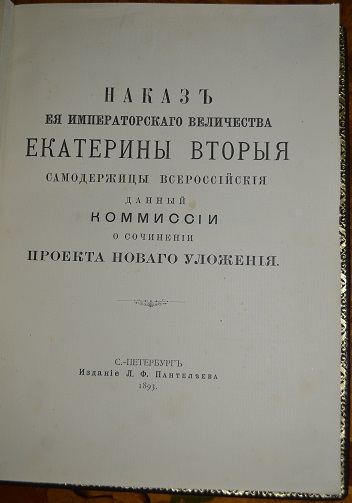 НАКАЗЪ
ЕЯ ИМПЕРАТОРСКАГО ВЕЛИЧЕСТВА
ЕКАТЕРИНЫ ВТОРЫЯ
САМОДЕРЖИЦЫ ВСЕРОССІЙСКІЯ
ДАННЫЙ
КОММИССІИ
О СОЧИНЕНІИ
ПРОЕКТА НОВАГО УЛОЖЕНІЯ.
С.-ПЕТЕРБУРГЪ
Изданіе Л. Ф. Пантелѣева
1893.